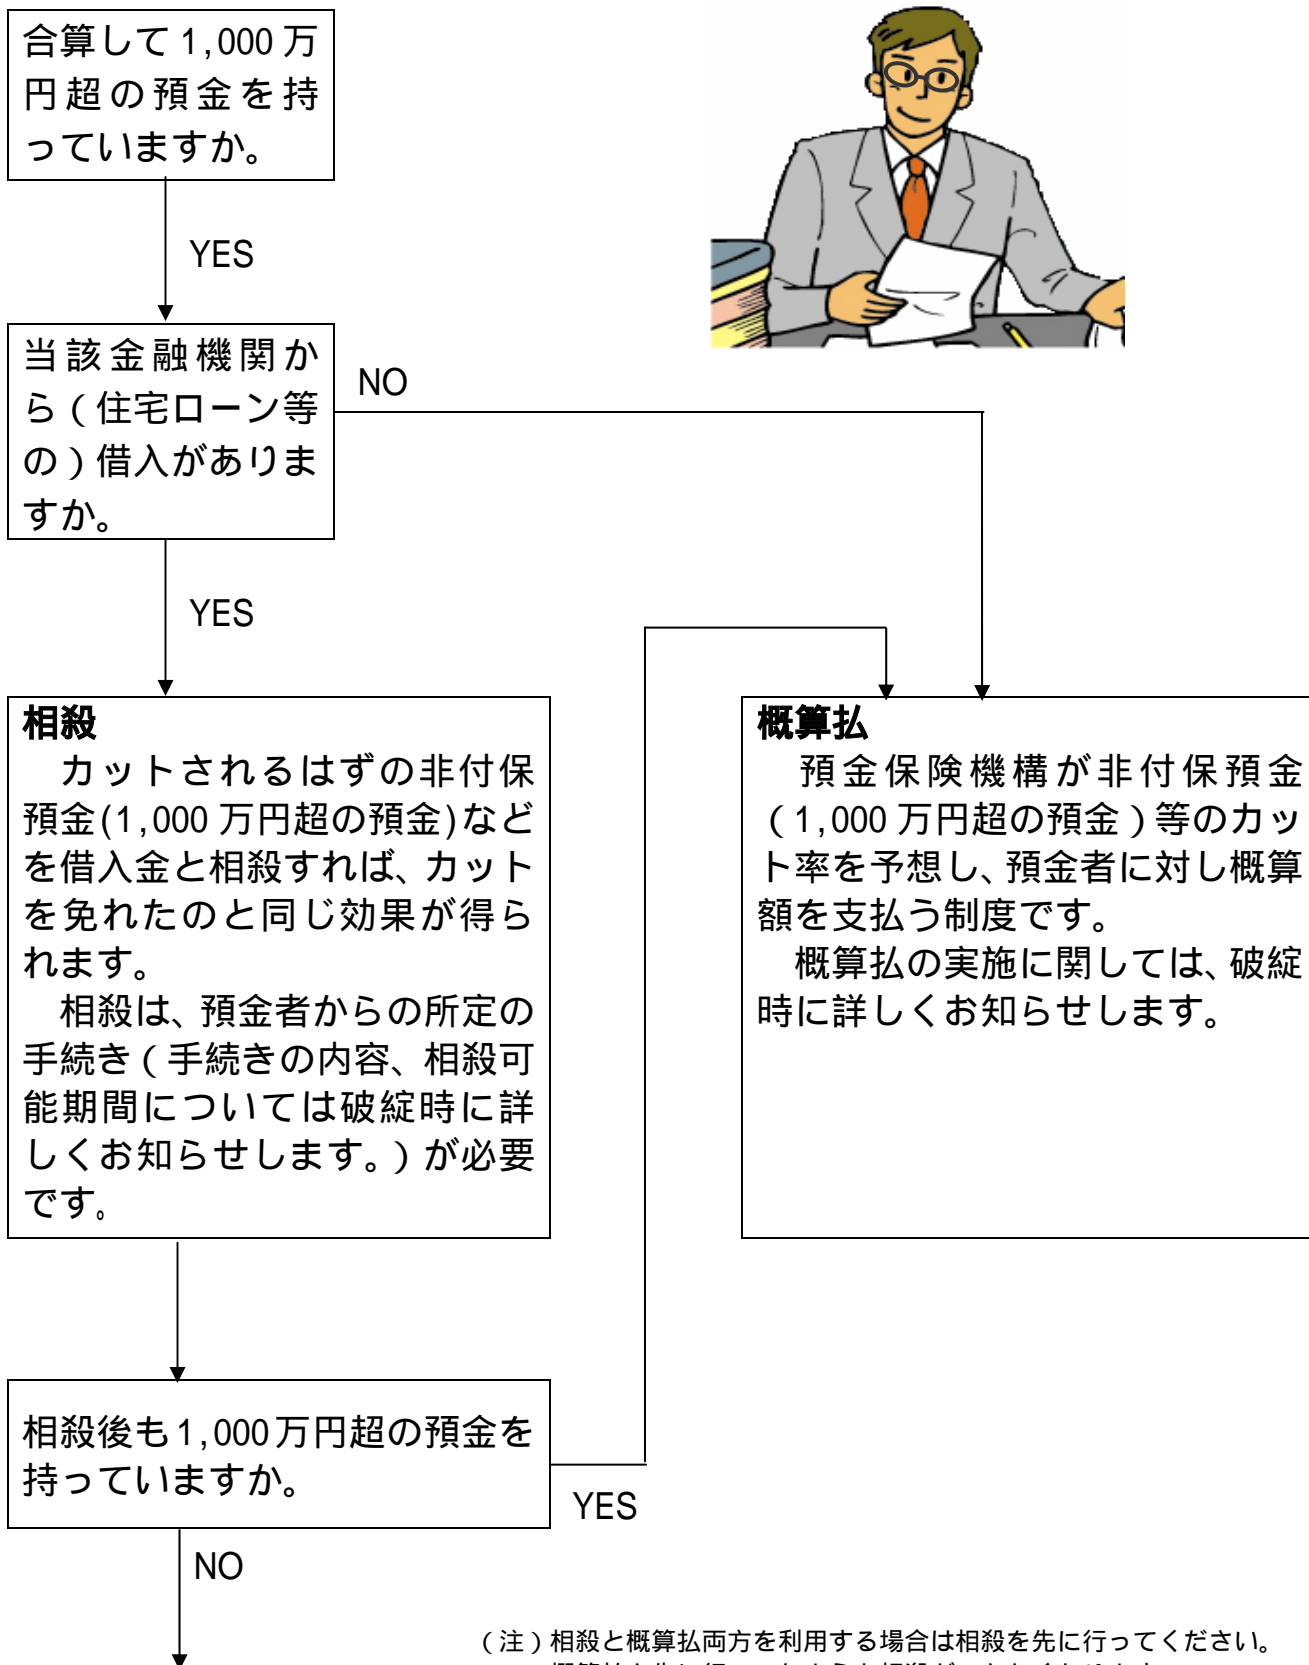 合算して1,000万
円超の預金を持
っていますか。
YES
当該金融機関か
ら（住宅ローン等
の）借入がありま
すか。
NO
YES
相殺
カットされるはずの非付保
預金(1,000万円超の預金)など
を借入金と相殺すれば、カット
を免れたのと同じ効果が得ら
れます。
相殺は、預金者からの所定の
手続き（手続きの内容、相殺可
能期間については破綻時に詳
しくお知らせします。）が必要
です。
概算払
預金保険機構が非付保預金
（1,000万円超の預金）等のカッ
ト率を予想し、預金者に対し概算
額を支払う制度です。
概算払の実施に関しては、破綻
時に詳しくお知らせします。
相殺後も1,000万円超の預金を
持っていますか。
YES
NO
（注）相殺と概算払両方を利用する場合は相殺を先に行ってください。